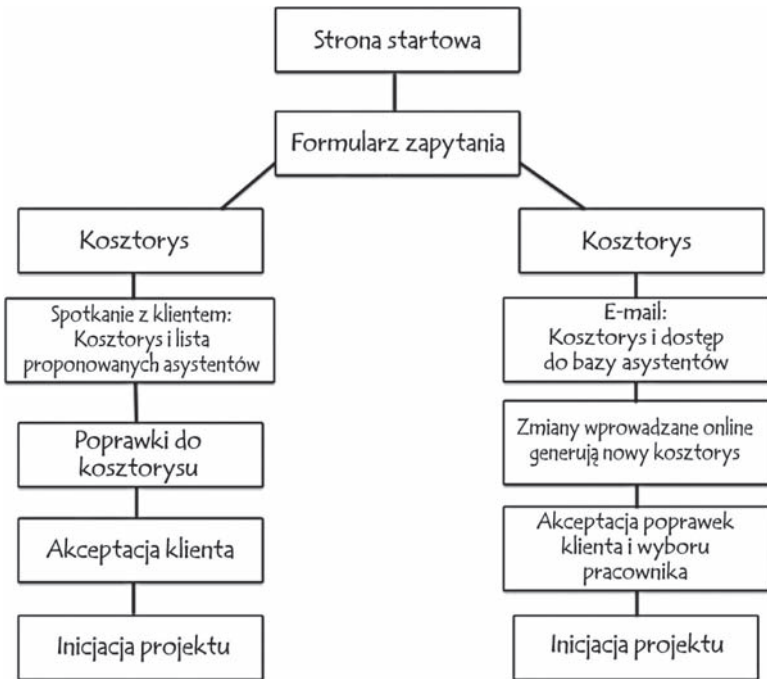 Strona startowa
Formularz zapytania
Kosztorys
Spotkanie z klientem:
Kosztorys i lista
proponowanych asystentów
Poprawki do
kosztorysu
Akceptacja klienta
Inicjacja projektu
Kosztorys
E-mail:
Kosztorys i dostęp
do bazy asystentów
Zmiany wprowadzane online
generują nowy kosztorys
Akceptacja poprawek
klienta i wyboru
pracownika
Inicjacja projektu